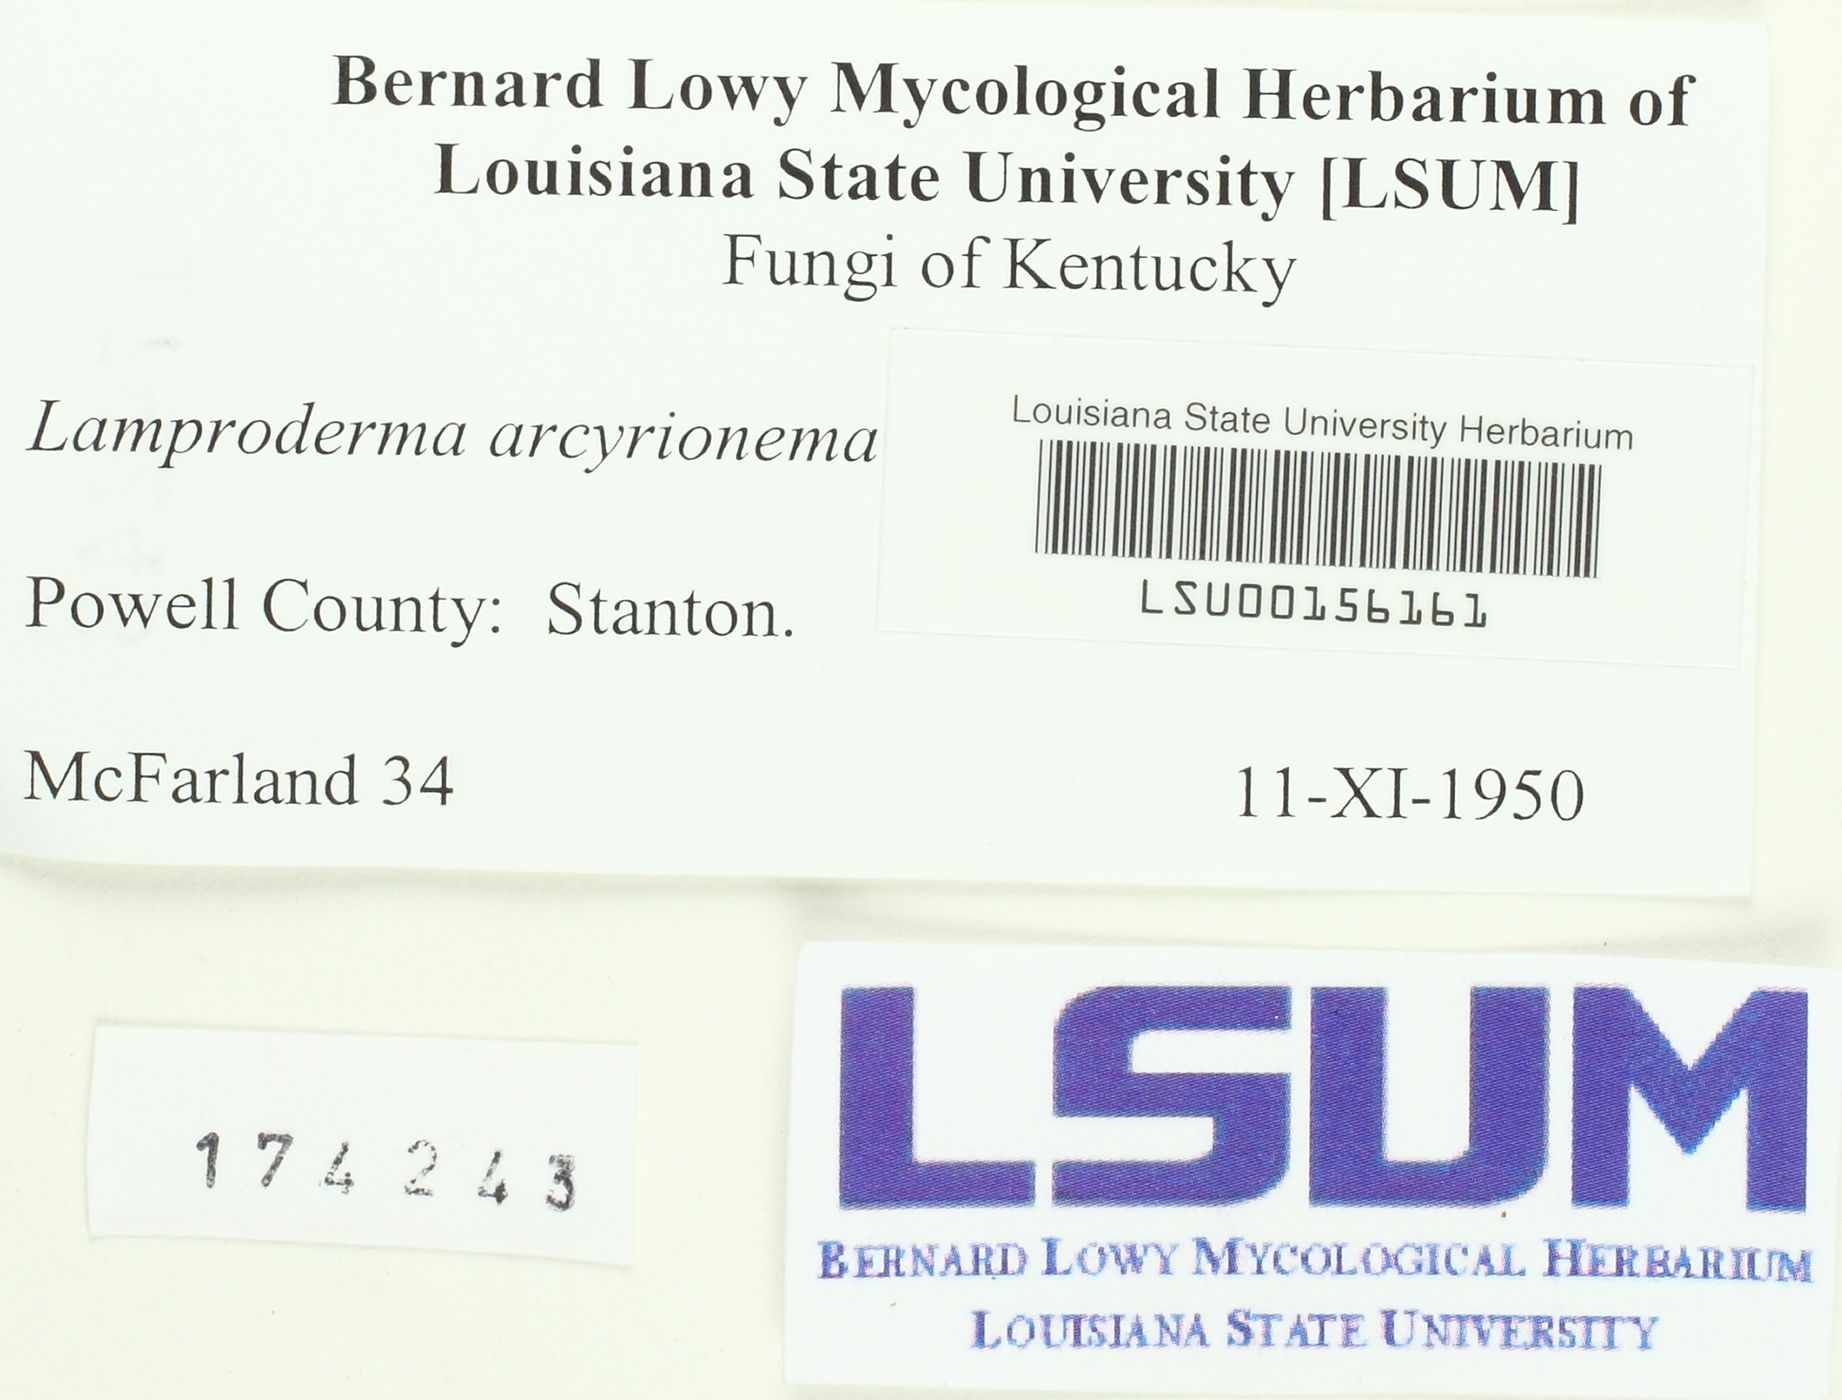 Bernard Lowy Mycological Herbarium of
Louisiana State University [LSUM]
Fungi of Kentucky
Lamproderma arcyrionema
Louisiana State University Herbarium
LSU00156161
Powell County: Stanton.
McFarland 34
11-XI-1950
174243
LSUM
BERNARD LOWY MYCOLOGICAL HERBARIUM
LOUISIANA STATE UNIVERSITY